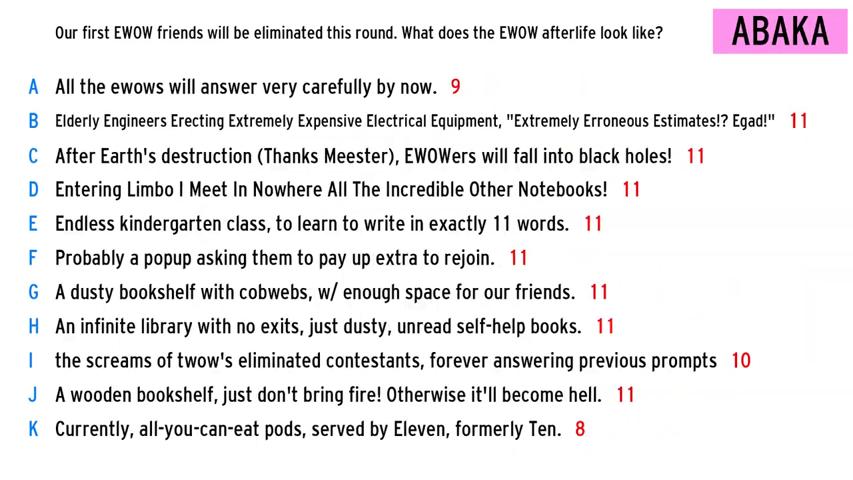 Our first EWOW friends will be eliminated this round. What does the EWOW afterlife look like?
ABAKA
A All the ewows will answer very carefully by now. 9
B Elderly Engineers Erecting Extremely Expensive Electrical Equipment, "Extremely Erroneous Estimates!? Egad!" 11
C After Earth's destruction (Thanks Meester), EWOWers will fall into black holes! 11
D Entering Limbo I Meet In Nowhere All The Incredible Other Notebooks! 11
E Endless kindergarten class, to learn to write in exactly 11 words. 11
F Probably a popup asking them to pay up extra to rejoin. 11
G A dusty bookshelf with cobwebs, w/ enough space for our friends. 11
H An infinite library with no exits, just dusty, unread self-help books. 11
I the screams of twow's eliminated contestants, forever answering previous prompts 10
J A wooden bookshelf, just don't bring fire! Otherwise it'll become hell. 11
K Currently, all-you-can-eat pods, served by Eleven, formerly Ten. 8